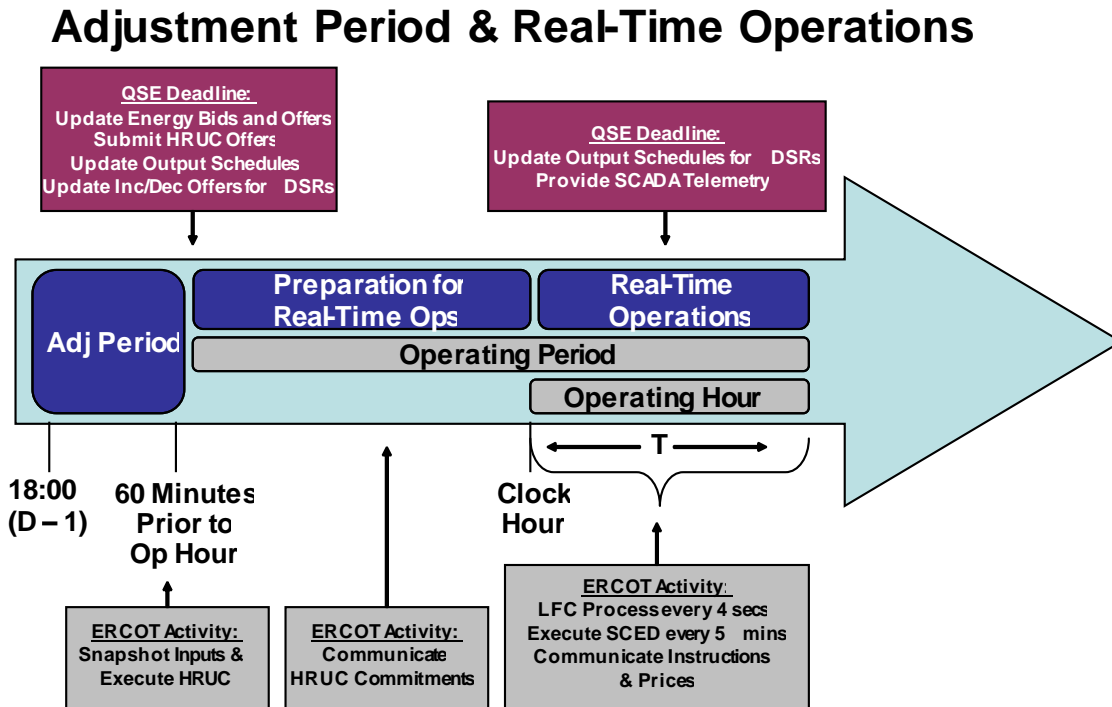 Adjustment Period & Real-Time Operations
QSE Deadline:
Update Energy Bids and Offers
Submit HRUC Offers
Update Output Schedules
Update Inc/Dec Offers for DSRs
QSE Deadline:
Update Output Schedules for DSRs
Provide SCADA Telemetry
Adj Period
Preparation for
Real-Time Ops
Real-Time
Operations
Operating Period
Operating Hour
T
18:00
(D – 1)
60 Minutes
Prior to
Op Hour
Clock
Hour
ERCOT Activity:
Snapshot Inputs &
Execute HRUC
ERCOT Activity:
Communicate
HRUC Commitments
ERCOT Activity:
LFC Process every 4 secs
Execute SCED every 5 mins
Communicate Instructions
& Prices